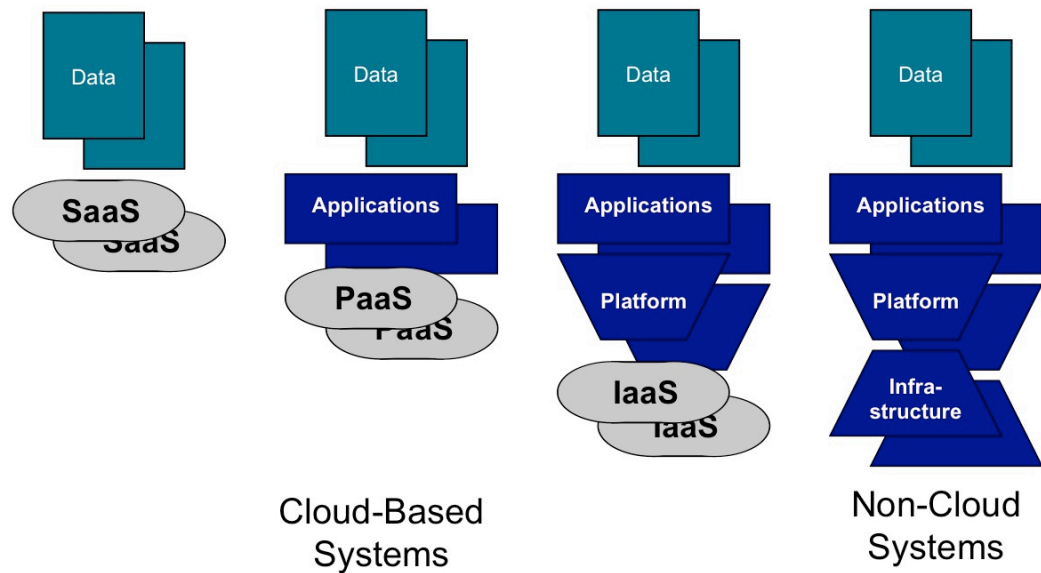 Data
SaaS
SaaS
Data
Applications
PaaS
PaaS
Data
Applications
Platform
IaaS
IaaS
Data
Applications
Platform
Infra-
structure
Cloud-Based
Systems
Non-Cloud
Systems